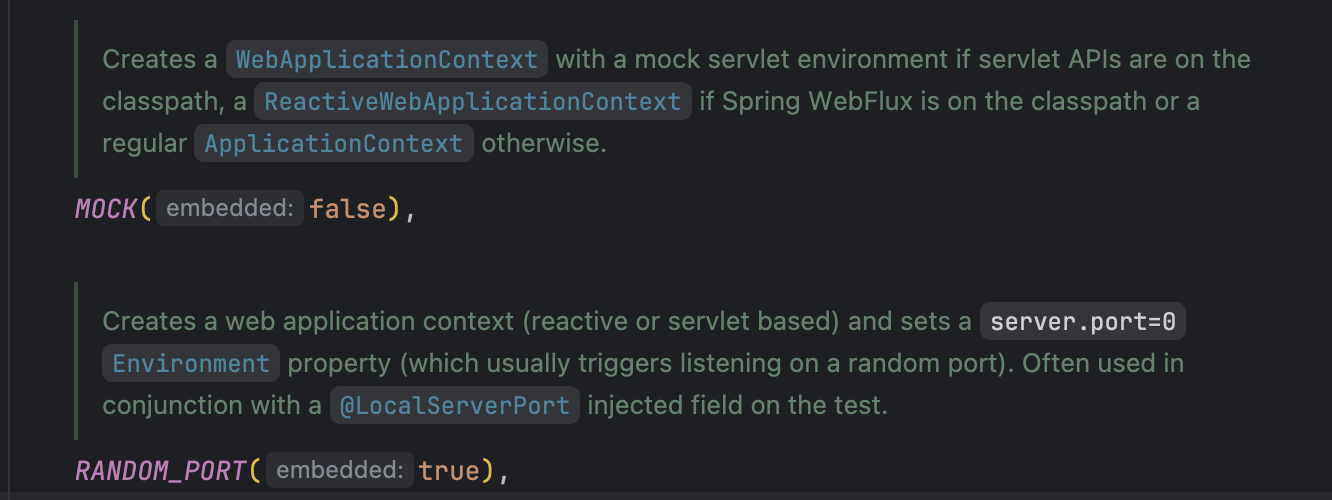 Creates a WebApplicationContext with a mock servlet environment if servlet APIs are on the
classpath, a ReactiveWebApplicationContext if Spring WebFlux is on the classpath or a
regular ApplicationContext otherwise.
MOCK( embedded: false),
Creates a web application context (reactive or servlet based) and sets a server.port=0
Environment property (which usually triggers listening on a random port). Often used in
conjunction with a @LocalServerPort injected field on the test.
RANDOM_PORT( embedded: true),